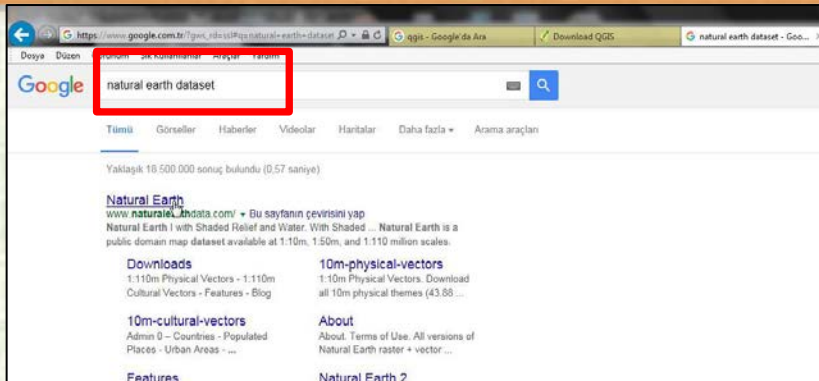 https://www.google.com.tr/?gws_rd=ssl#q=natural+earth+dataset
qgis - Google'da Ara
Download QGIS
natural earth dataset - Goo...
Dosya Düzen Görünüm Sık Kullanılanlar Araçlar Yardım
Google
natural earth dataset
Tümü Görseller Haberler Videolar Haritalar Daha fazla Arama araçları
Yaklaşık 18.500.000 sonuç bulundu (0,57 saniye)
Natural Earth
www.naturalearthdata.com/ Bu sayfanın çevirisini yap
Natural Earth I with Shaded Relief and Water. With Shaded ... Natural Earth is a
public domain map dataset available at 1:10m, 1:50m, and 1:110 million scales.
Downloads
1:110m Physical Vectors - 1:110m
Cultural Vectors - Features - Blog
10m-physical-vectors
1:10m Physical Vectors. Download
all 10m physical themes (43.88 ...
10m-cultural-vectors
Admin 0 – Countries - Populated
Places - Urban Areas - ...
About
About. Terms of Use. All versions of
Natural Earth raster + vector ...
Features
Natural Earth 2